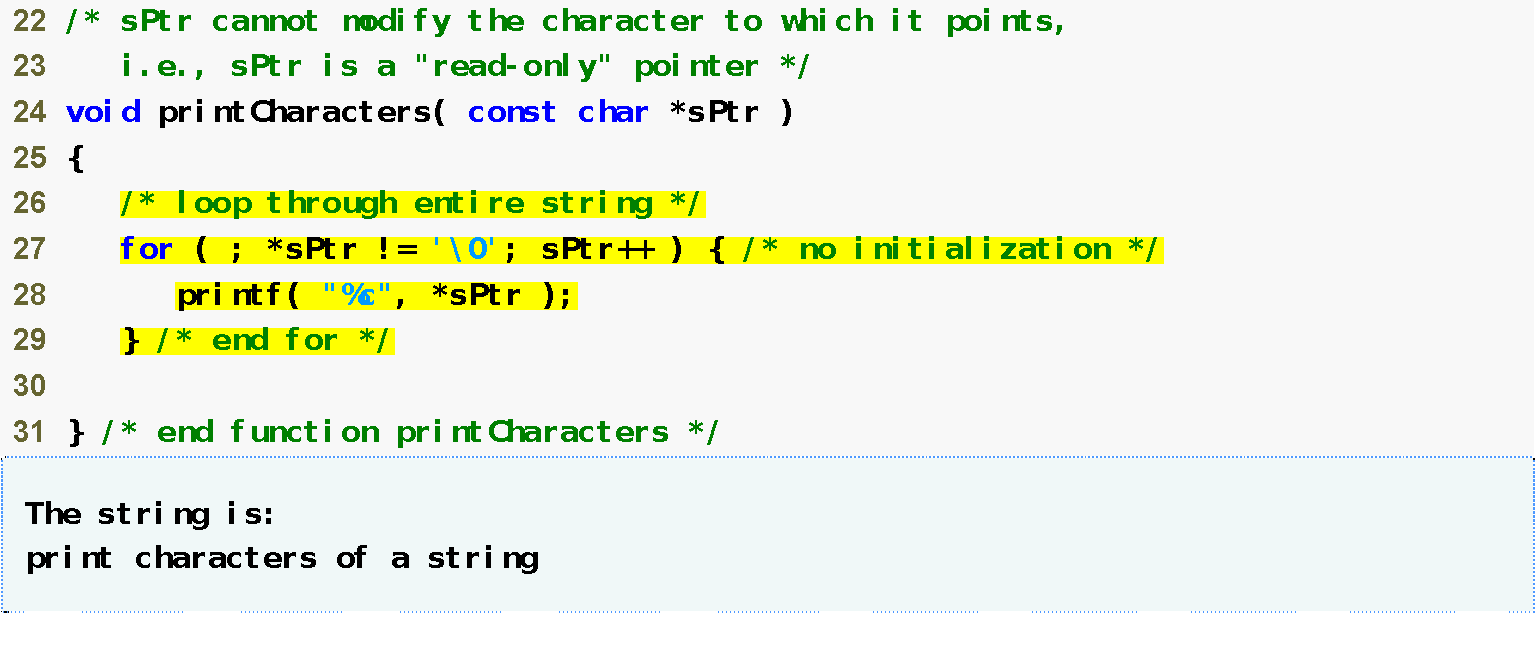 22 /* sPtr cannot modify the character to which it points,
23    i.e., sPtr is a "read-only" pointer */
24 void printCharacters( const char *sPtr )
25 {
26    /* loop through entire string */
27    for ( ; *sPtr != '\0'; sPtr++ ) { /* no initialization */
28       printf( "%c", *sPtr );
29    } /* end for */
30
31 } /* end function printCharacters */
The string is:
print characters of a string